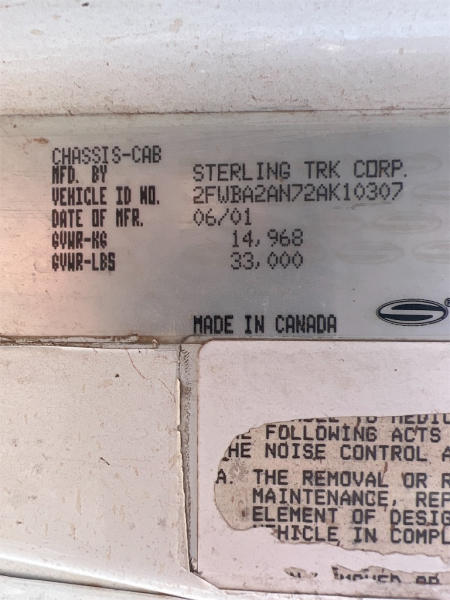 CHASSIS-CAB
MFD. BY STERLING TRK CORP.
VEHICLE ID NO. 2FWBA2AN72AK10307
DATE OF MFR. 06/01
GVWR-KG 14,968
GVWR-LBS 33,000
MADE IN CANADA
TO
FOLLOWING ACTS
THE NOISE CONTROL A
A. THE REMOVAL OR R
MAINTENANCE, REP
ELEMENT OF DESIG
VEHICLE IN COMPL